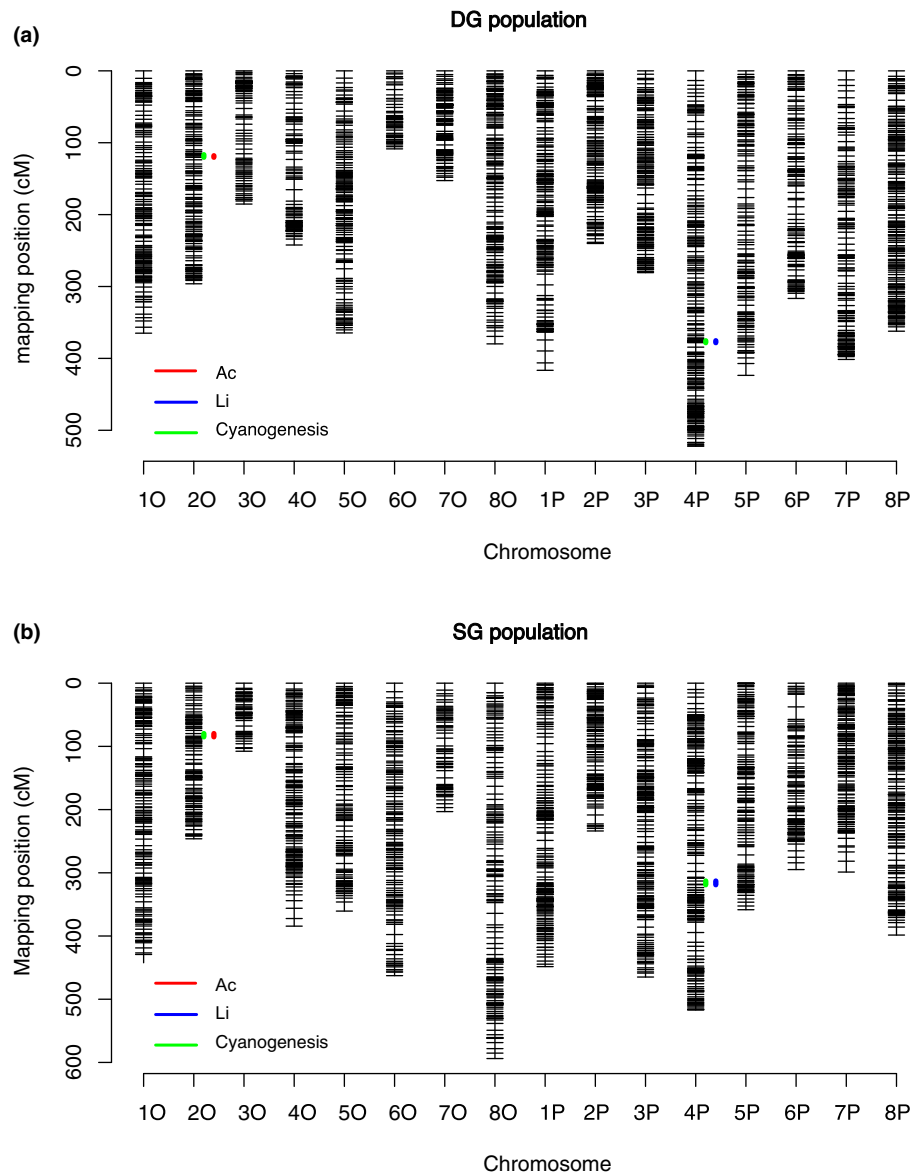 (a)
DG population
mapping position (cM)
0
100
200
300
400
500
Ac
Li
Cyanogenesis
1O 2O 3O 4O 5O 6O 7O 8O 1P 2P 3P 4P 5P 6P 7P 8P
Chromosome
(b)
SG population
Mapping position (cM)
0
100
200
300
400
500
600
Ac
Li
Cyanogenesis
1O 2O 3O 4O 5O 6O 7O 8O 1P 2P 3P 4P 5P 6P 7P 8P
Chromosome